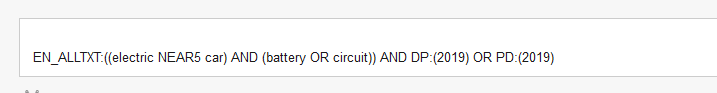 EN_ALLTXT:((electric NEAR5 car) AND (battery OR circuit)) AND DP:(2019) OR PD:(2019)